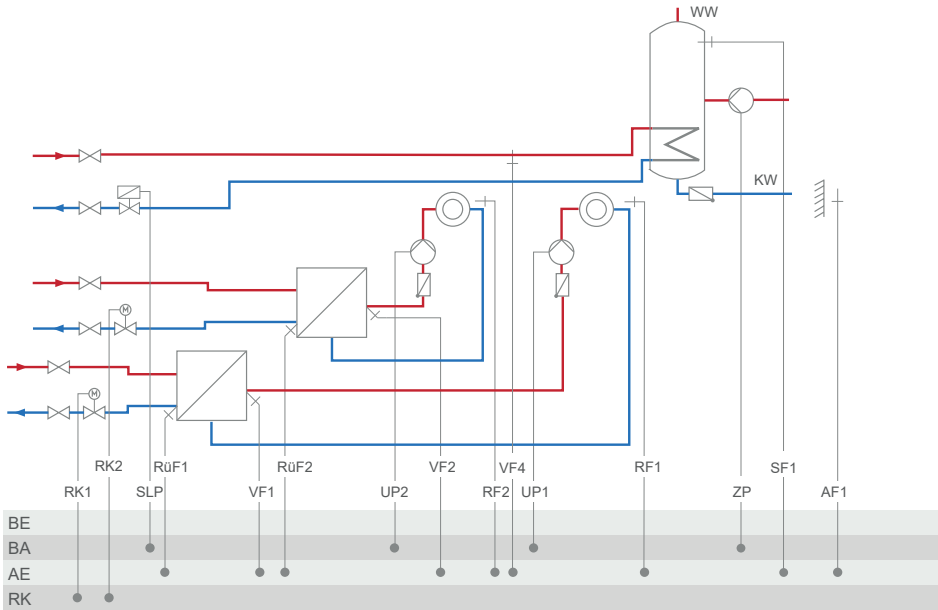 WW
KW
M
M
RK2
RüF1
RüF2
VF2
VF4
RF1
SF1
RK1
SLP
VF1
UP2
RF2
UP1
ZP
AF1
BE
BA
AE
RK